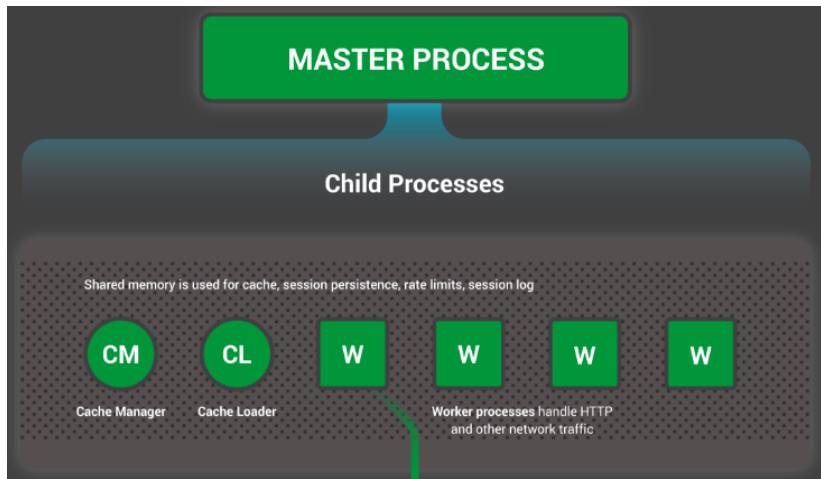 MASTER PROCESS
Child Processes
Shared memory is used for cache, session persistence, rate limits, session log
CM
CL
W
W
W
W
Cache Manager
Cache Loader
Worker processes handle HTTP
and other network traffic